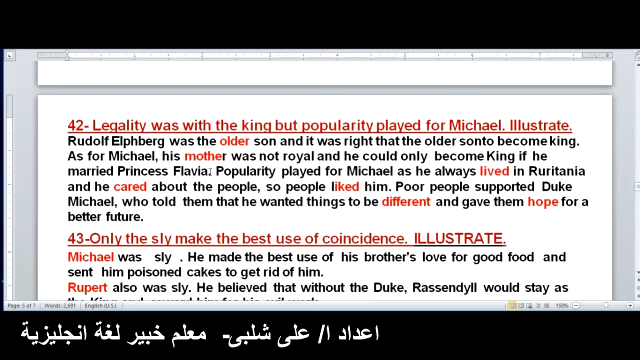 42- Legality was with the king but popularity played for Michael. Illustrate.
Rudolf Elphberg was the older son and it was right that the older sonto become king.
As for Michael, his mother was not royal and he could only become King if he
married Princess Flavia. Popularity played for Michael as he always lived in Ruritania
and he cared about the people, so people liked him. Poor people supported Duke
Michael, who told them that he wanted things to be different and gave them hope for a
better future.
43-Only the sly make the best use of coincidence. ILLUSTRATE.
Michael was sly . He made the best use of his brother's love for good food and
sent him poisoned cakes to get rid of him.
Rupert also was sly. He believed that without the Duke, Rassendyll would stay as
Page: 5 of 7 Words: 2,691 English (U.S.) 150%
اعداد ا/ على شلبى- معلم خبير لغة انجليزية